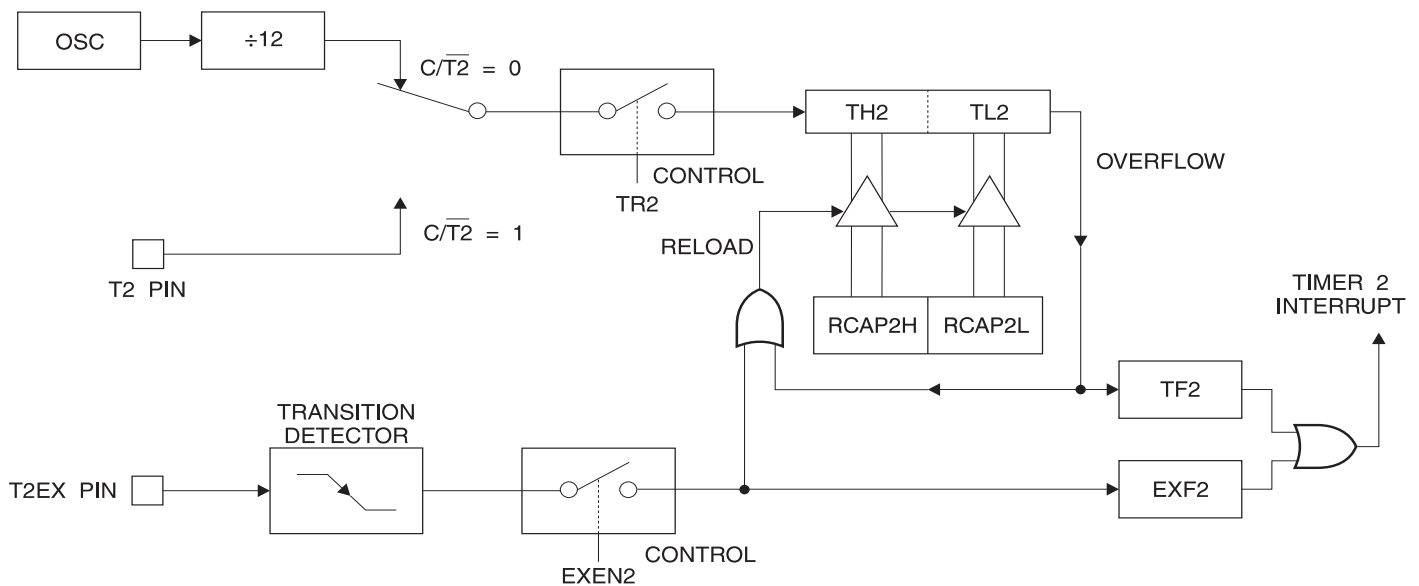 OSC
÷12
C/T2̅ = 0
TH2
TL2
OVERFLOW
CONTROL
TR2
C/T2̅ = 1
RELOAD
T2 PIN
TIMER 2
INTERRUPT
RCAP2H
RCAP2L
TF2
TRANSITION
DETECTOR
T2EX PIN
EXF2
CONTROL
EXEN2